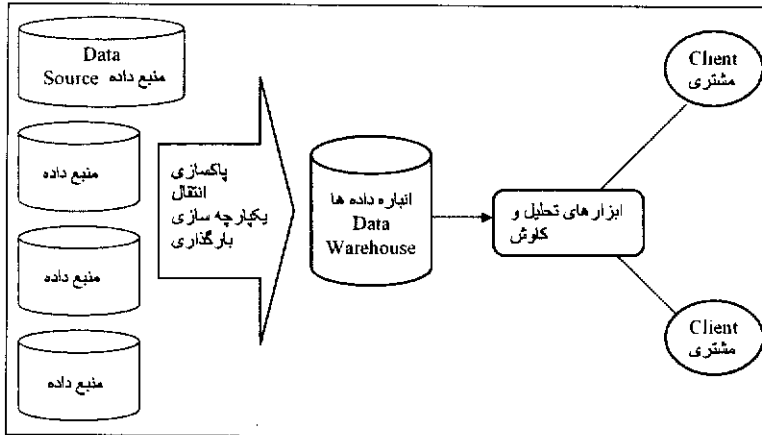 Data
Source منبع داده
منبع داده
منبع داده
منبع داده
پاکسازی
انتقال
یکپارچه سازی
بارگذاری
انباره داده ها
Data
Warehouse
ابزارهای تحلیل و
کاوش
Client
مشتری
Client
مشتری